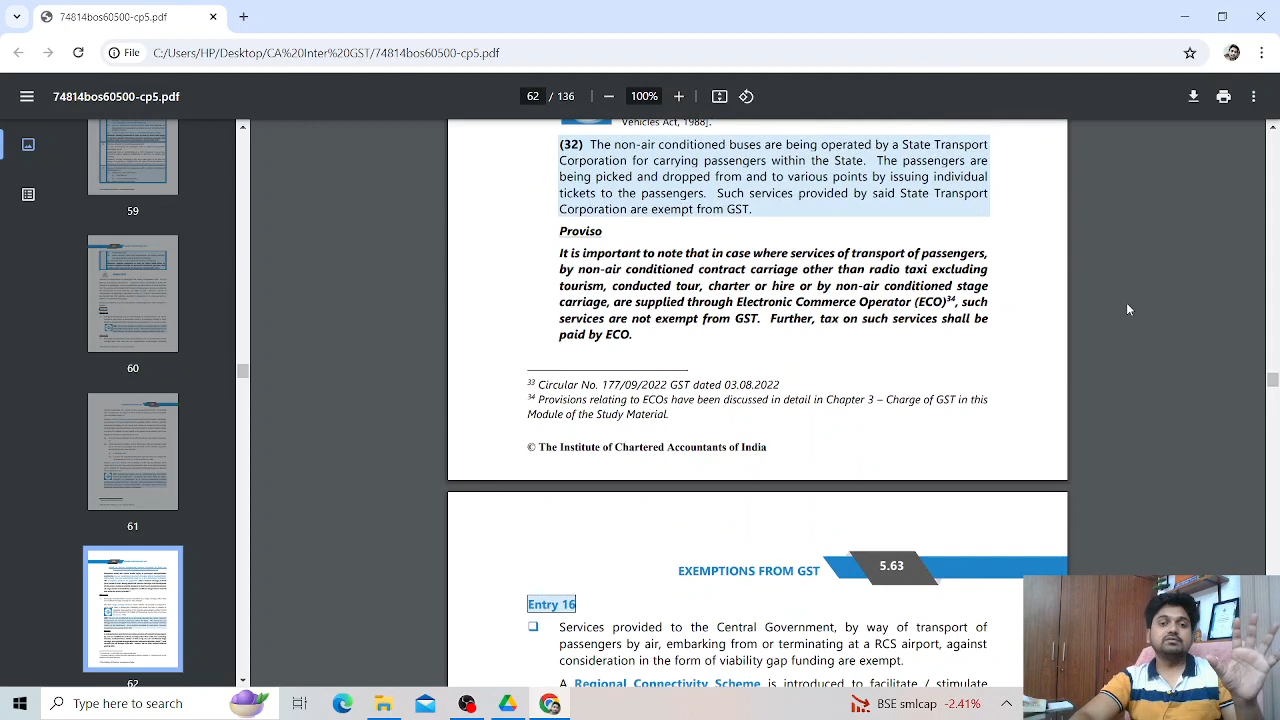 74814bos60500-cp5.pdf
File
C:/Users/HP/Desktop/CA%20Inter%20GST/74814bos60500-cp5.pdf
74814bos60500-cp5.pdf
62 / 136
100%
59
60
61
62
Vehicles Act, 1988].
(32) The non-air conditioned buses are being operated by a State Transport
Corporation for carrying passengers within the State. The passengers are
being picked and dropped from and to various points by issuing individual
tickets to the passengers. Such services provided by said State Transport
Corporation are exempt from GST.
Proviso
It is important to note that in case where services of transport of passengers,
by non-air conditioned contract carriage other than radio taxi excluding
tourism, conducted tour, charter or hire or by non-air conditioned stage
carriage, are supplied through Electronic Commerce Operator (ECO)34, such
services are not exempt from GST. Further, tax on such services shall be
paid by ECO.
33 Circular No. 177/09/2022 GST dated 03.08.2022
34 Provisions relating to ECOs have been discussed in detail in Chapter 3 – Charge of GST in this
Module of the Study Material.
© The Institute of Chartered Accountants of India
EXEMPTIONS FROM GST
5.63
Entry 16
Services provided to the Central Government, by way of transport of
passengers by air, embarking from or terminating at a RCS airport, against
consideration in the form of viability gap funding are exempt.
A Regional Connectivity Scheme is introduced to facilitate / stimulate
Type here to search
BSE smlcap -2.41%